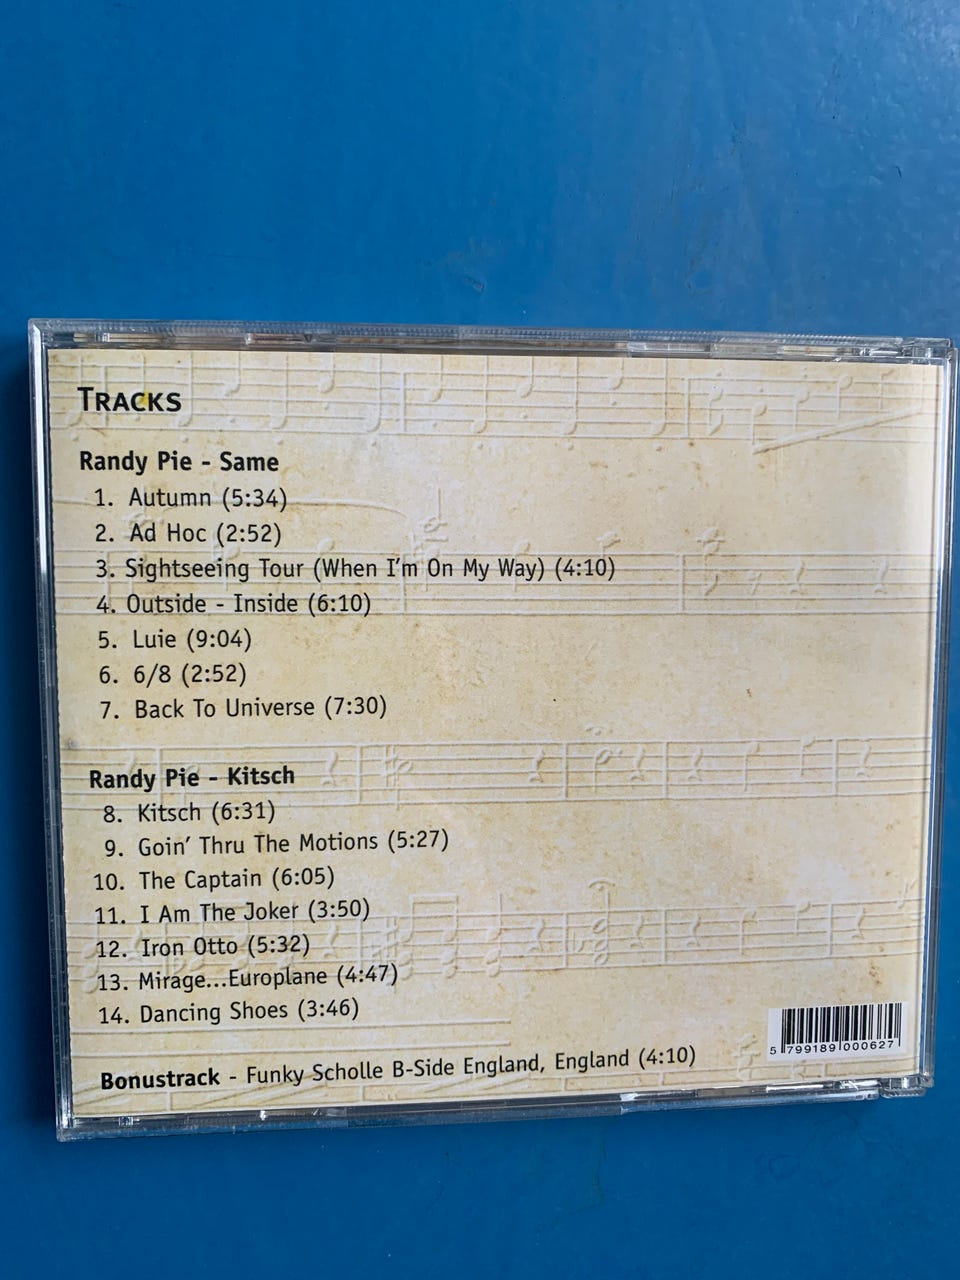 TRACKS
Randy Pie - Same
1. Autumn (5:34)
2. Ad Hoc (2:52)
3. Sightseeing Tour (When I'm On My Way) (4:10)
4. Outside - Inside (6:10)
5. Luie (9:04)
6. 6/8 (2:52)
7. Back To Universe (7:30)
Randy Pie - Kitsch
8. Kitsch (6:31)
9. Goin' Thru The Motions (5:27)
10. The Captain (6:05)
11. I Am The Joker (3:50)
12. Iron Otto (5:32)
13. Mirage...Europlane (4:47)
14. Dancing Shoes (3:46)
Bonustrack - Funky Scholle B-Side England, England (4:10)
5 799189 000627